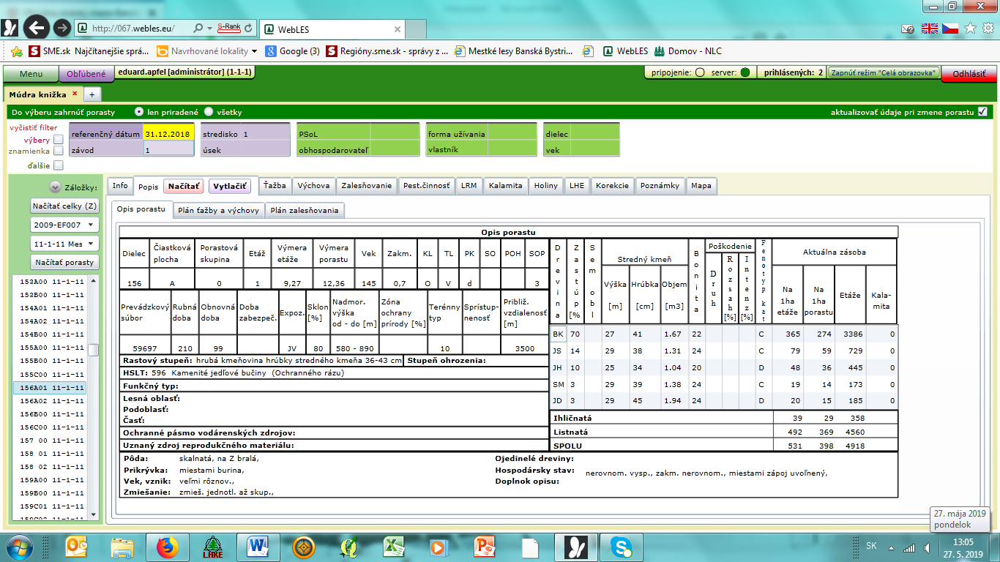 http://067.webles.eu/ S-Rank WebLES
SME.sk Najčítanejšie sprá... Navrhované lokality Google (3) Regióny.sme.sk - správy z ... Mestké lesy Banská Bystri... WebLES Domov - NLC
Menu Obľúbené eduard.apfel [administrátor] (1-1-1) pripojenie: server: prihlásených: 2 Zapnúť režim "Celá obrazovka" Odhlásiť
Múdra knižka × +
Do výberu zahrnúť porasty len priradené všetky aktualizovať údaje pri zmene porastu
vyčistiť filter
výbery
znamienka
ďalšie
referenčný dátum 31.12.2018 stredisko 1 PSoL forma užívania dielec
závod 1 úsek obhospodarovateľ vlastník vek
Záložky:
Načítať celky (Z)
2009-EF007
11-1-11 Mes
Načítať porasty
153A00 11-1-11
153B00 11-1-11
154A01 11-1-11
154A02 11-1-11
154B00 11-1-11
155A00 11-1-11
155B00 11-1-11
155C00 11-1-11
156A01 11-1-11
156A02 11-1-11
156B00 11-1-11
156C00 11-1-11
157 00 11-1-11
158 01 11-1-11
158 02 11-1-11
159A00 11-1-11
159B00 11-1-11
159C01 11-1-11
Info Popis Načítať Vytlačiť Ťažba Výchova Zalesňovanie Pest.činnosť LRM Kalamita Holiny LHE Korekcie Poznámky Mapa
Opis porastu Plán ťažby a výchovy Plán zalesňovania
Opis porastu
Dielec Čiastková plocha Porastová skupina Etáž Výmera etáže Výmera porastu Vek Zakm. KL TL PK SO POH SOP
156 A 0 1 9,27 12,36 145 0,7 O V d 3
Prevádzkový súbor Rubná doba Obnovná doba Doba zabezpeč. Expoz. Sklon [%] Nadmor. výška od - do [m] Zóna ochrany prírody [%] Terénny typ Sprístup-nenosť Približ. vzdialenosť [m]
59697 210 99 JV 80 580 - 890 10 3500
Rastový stupeň: hrubá kmeňovina hrúbky stredného kmeňa 36-43 cm Stupeň ohrozenia:
HSLT: 596 Kamenité jedľové bučiny (Ochranného rázu)
Funkčný typ:
Lesná oblasť:
Podoblasť:
Časť:
Ochranné pásmo vodárenských zdrojov:
Uznaný zdroj reprodukčného materiálu:
Drevina Zastúp [% Sem obl Stredný kmeň Výška [m] Hrúbka [cm] Objem [m3] Bonita Poškodenie Druh Rozsah [%] Intenz [%] Fenotyp kat Aktuálna zásoba Na 1ha etáže Na 1ha porastu Etáže Kala-mita
BK 70 27 41 1.67 22 C 365 274 3386 0
JS 14 29 38 1.31 24 C 79 59 729 0
JH 10 25 34 1.04 20 D 48 36 445 0
SM 3 29 39 1.38 24 C 19 14 173 0
JD 3 29 45 1.94 24 D 20 15 185 0
Ihličnatá 39 29 358
Listnatá 492 369 4560
SPOLU 531 398 4918
Pôda: skalnatá, na Z bralá,
Prikrývka: miestami burina,
Vek, vznik: veľmi rôznov.,
Zmiešanie: zmieš. jednotl. až skup.,
Ojedinelé dreviny:
Hospodársky stav: nerovnom. vysp., zakm. nerovnom., miestami zápoj uvoľnený,
Doplnok opisu:
27. mája 2019
pondelok
LAKE SK 13:05
27. 5. 2019